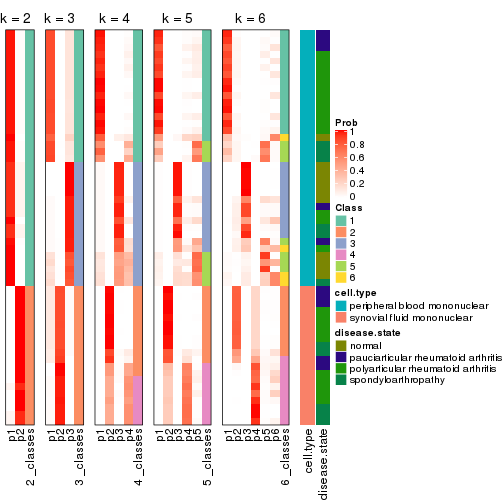 k = 2 k = 3 k = 4 k = 5 k = 6
Prob
1
0.8
0.6
0.4
0.2
0
Class
1
2
3
4
5
6
cell.type
peripheral blood mononuclear
synovial fluid mononuclear
disease.state
normal
pauciarticular rheumatoid arthritis
polyarticular rheumatoid arthritis
spondyloarthropathy
p1 p2 2_classes p1 p2 p3 3_classes p1 p2 p3 p4 4_classes p1 p2 p3 p4 p5 5_classes p1 p2 p3 p4 p5 p6 6_classes cell.type disease.state